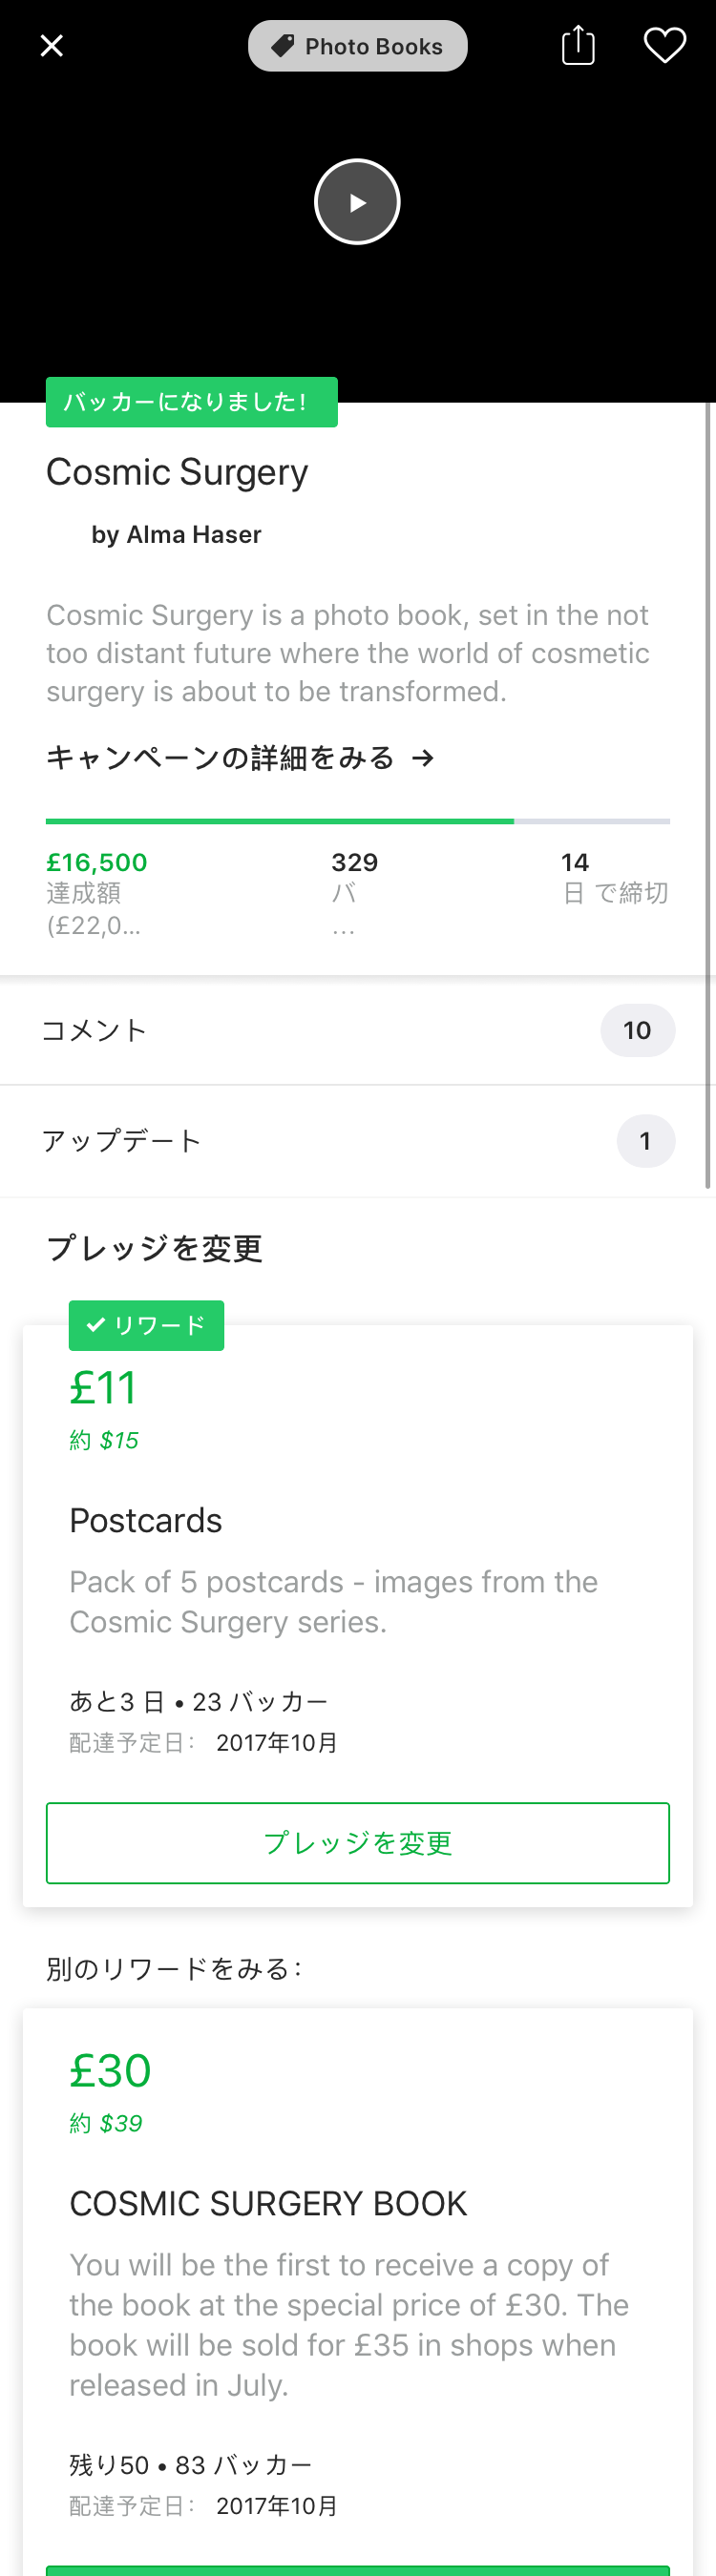 Photo Books
バッカーになりました！
Cosmic Surgery
by Alma Haser
Cosmic Surgery is a photo book, set in the not
too distant future where the world of cosmetic
surgery is about to be transformed.
キャンペーンの詳細をみる →
£16,500
達成額
(£22,0...
329
バ
...
14
日 で締切
コメント
10
アップデート
1
プレッジを変更
リワード
£11
約 $15
Postcards
Pack of 5 postcards - images from the
Cosmic Surgery series.
あと3 日 • 23 バッカー
配達予定日： 2017年10月
プレッジを変更
別のリワードをみる：
£30
約 $39
COSMIC SURGERY BOOK
You will be the first to receive a copy of
the book at the special price of £30. The
book will be sold for £35 in shops when
released in July.
残り50 • 83 バッカー
配達予定日： 2017年10月